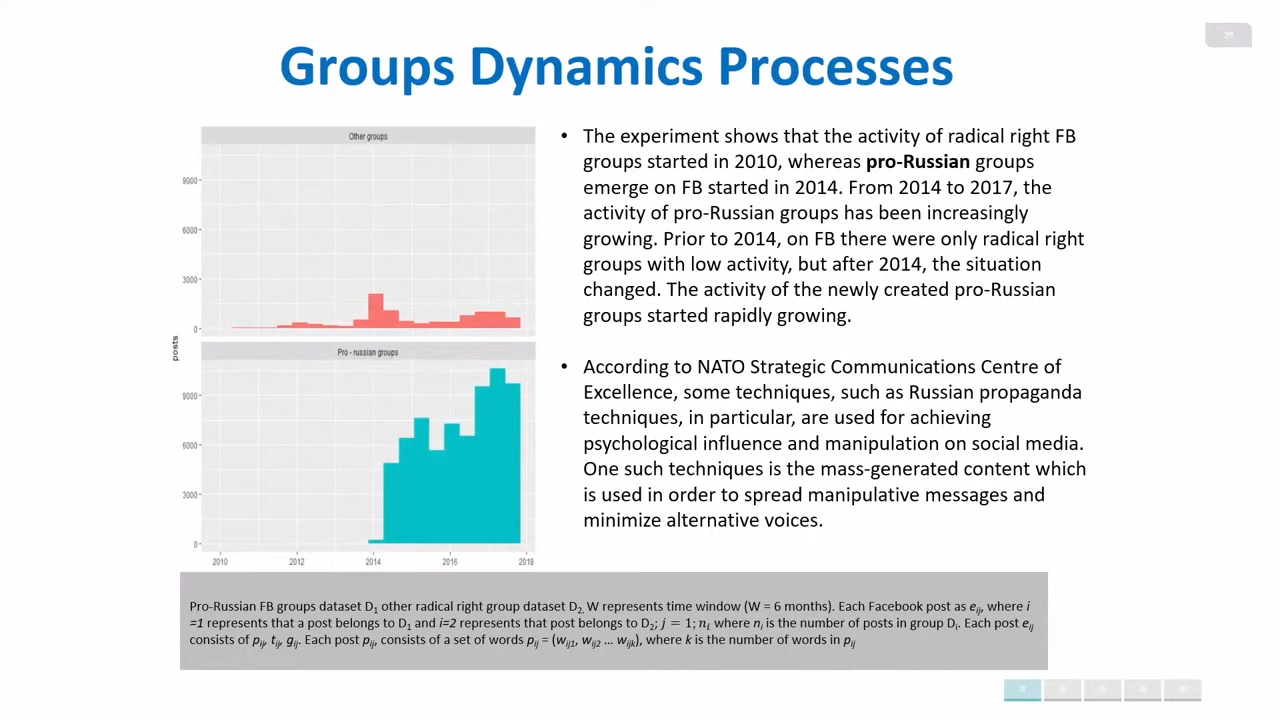 29
Groups Dynamics Processes
Other groups
9000
6000
3000
0
posts
Pro - russian groups
9000
6000
3000
0
2010 2012 2014 2016 2018
• The experiment shows that the activity of radical right FB
groups started in 2010, whereas pro-Russian groups
emerge on FB started in 2014. From 2014 to 2017, the
activity of pro-Russian groups has been increasingly
growing. Prior to 2014, on FB there were only radical right
groups with low activity, but after 2014, the situation
changed. The activity of the newly created pro-Russian
groups started rapidly growing.
• According to NATO Strategic Communications Centre of
Excellence, some techniques, such as Russian propaganda
techniques, in particular, are used for achieving
psychological influence and manipulation on social media.
One such techniques is the mass-generated content which
is used in order to spread manipulative messages and
minimize alternative voices.
Pro-Russian FB groups dataset D1 other radical right group dataset D2. W represents time window (W = 6 months). Each Facebook post as eij, where i
=1 represents that a post belongs to D1 and i=2 represents that post belongs to D2; j = 1; ni where ni is the number of posts in group Di. Each post eij
consists of pij, tij, gij. Each post pij, consists of a set of words pij = (wij1, wij2 ... wijk), where k is the number of words in pij